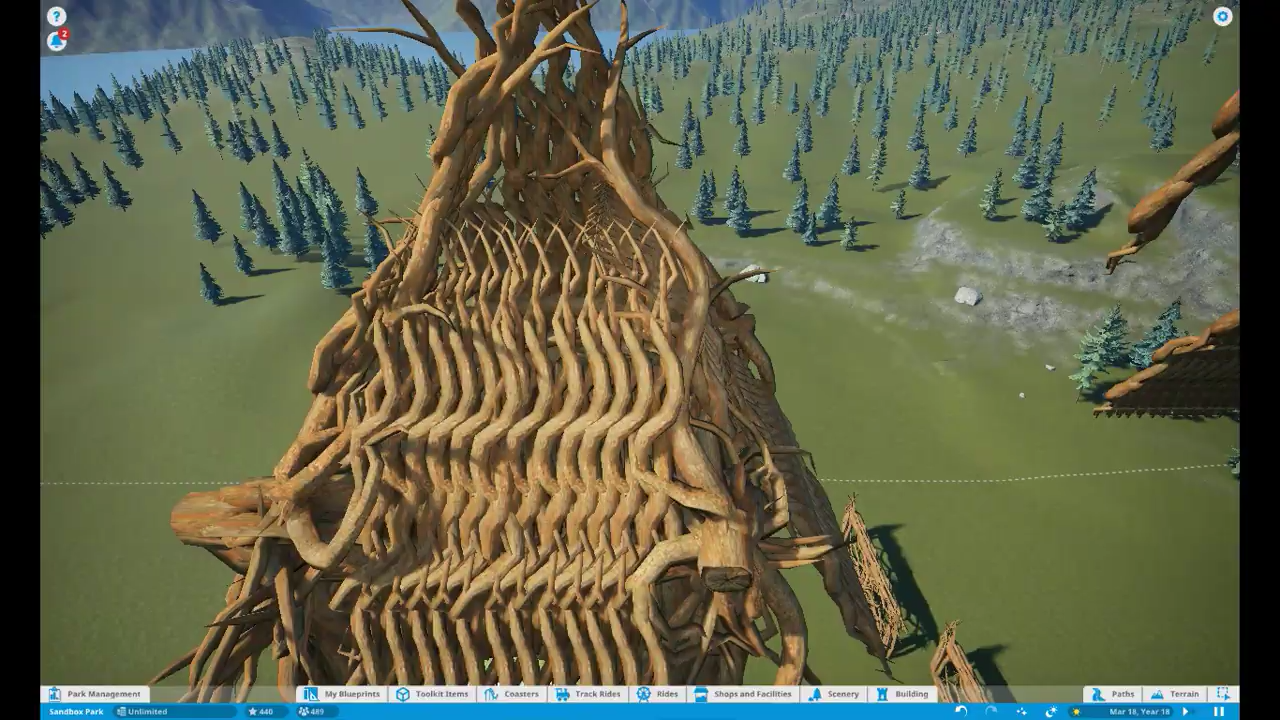 ?
2
Park Management
My Blueprints
Toolkit Items
Coasters
Track Rides
Rides
Shops and Facilities
Scenery
Building
Paths
Terrain
Sandbox Park
Unlimited
440
489
Mar 18, Year 18